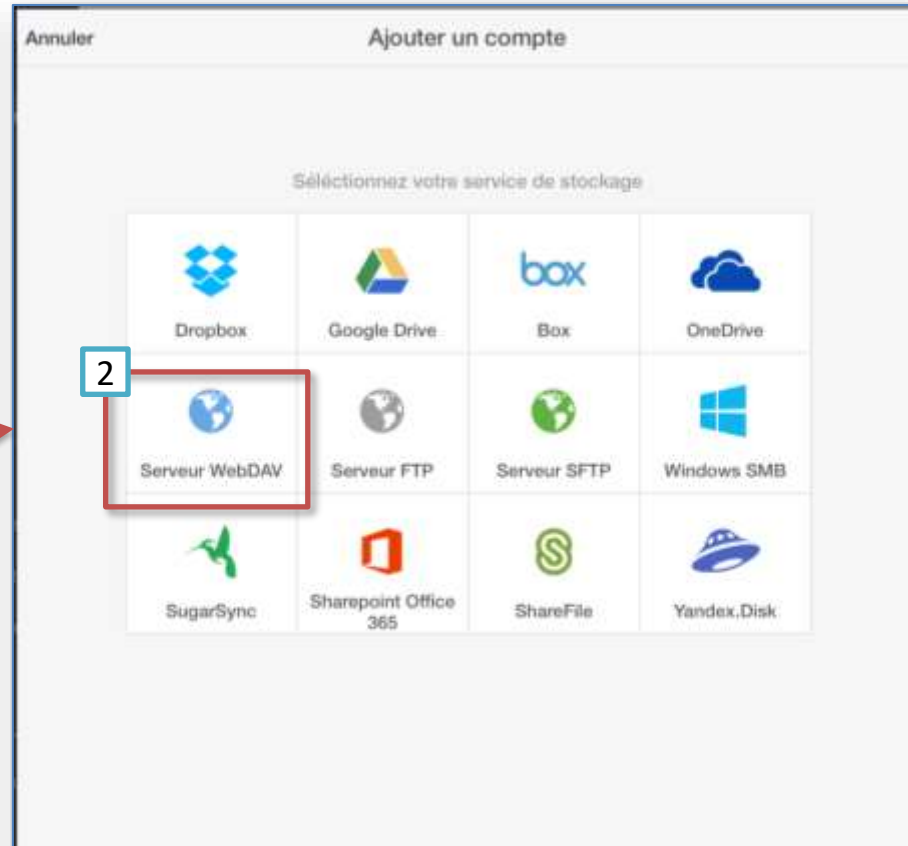 Annuler
Ajouter un compte
Séléctionnez votre service de stockage
box
Dropbox
Google Drive
Box
OneDrive
2
Serveur WebDAV
Serveur FTP
Serveur SFTP
Windows SMB
SugarSync
Sharepoint Office
365
ShareFile
Yandex.Disk